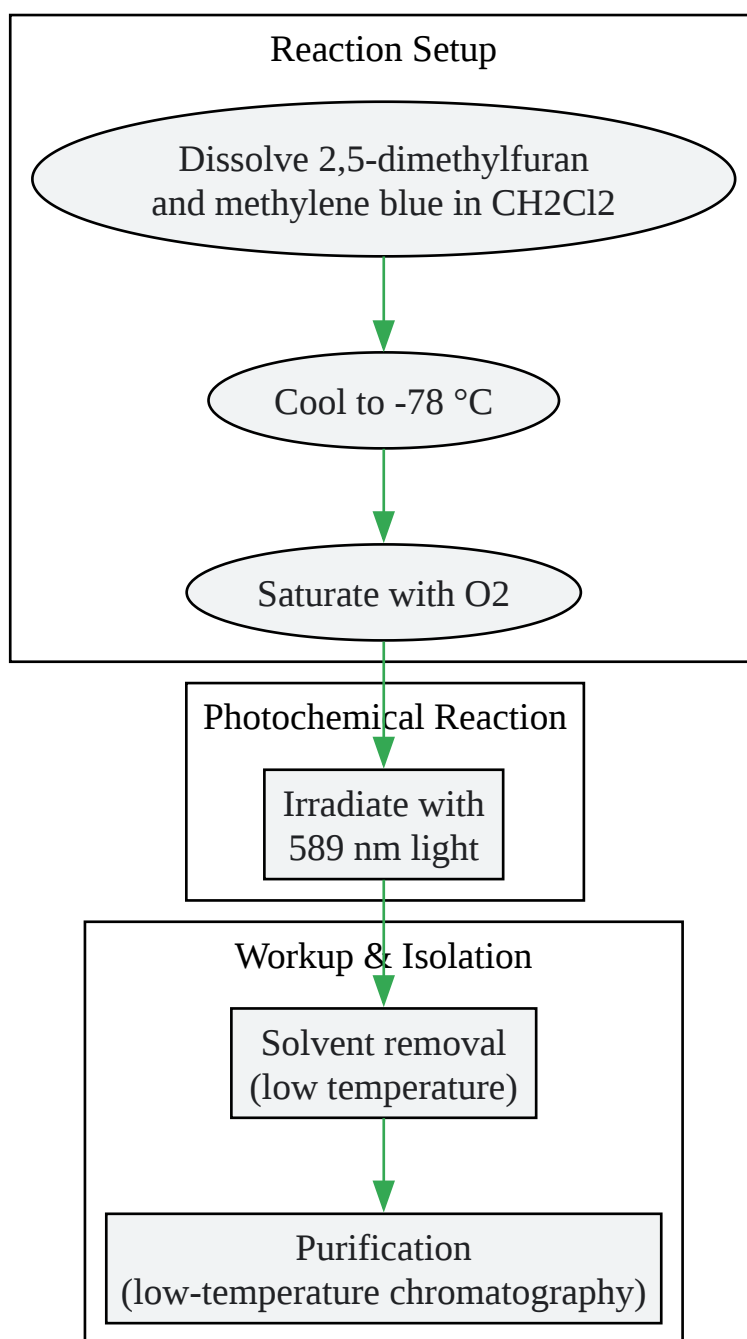 Reaction Setup
Dissolve 2,5-dimethylfuran
and methylene blue in CH2Cl2
Cool to -78 °C
Saturate with O2
Photochemical Reaction
Irradiate with
589 nm light
Workup & Isolation
Solvent removal
(low temperature)
Purification
(low-temperature chromatography)